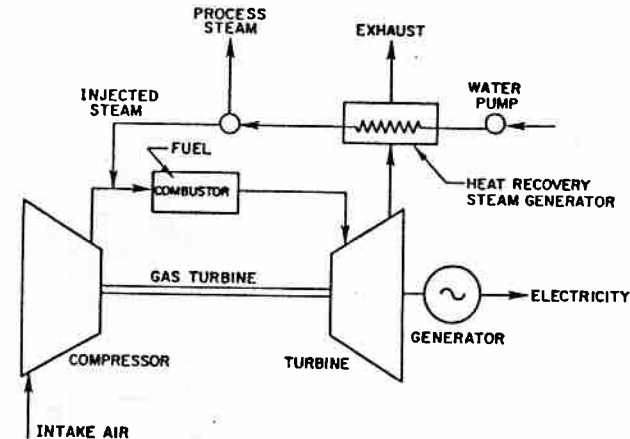 PROCESS
STEAM
EXHAUST
WATER
PUMP
INJECTED
STEAM
FUEL
COMBUSTOR
HEAT RECOVERY
STEAM GENERATOR
GAS TURBINE
ELECTRICITY
GENERATOR
COMPRESSOR
TURBINE
INTAKE AIR